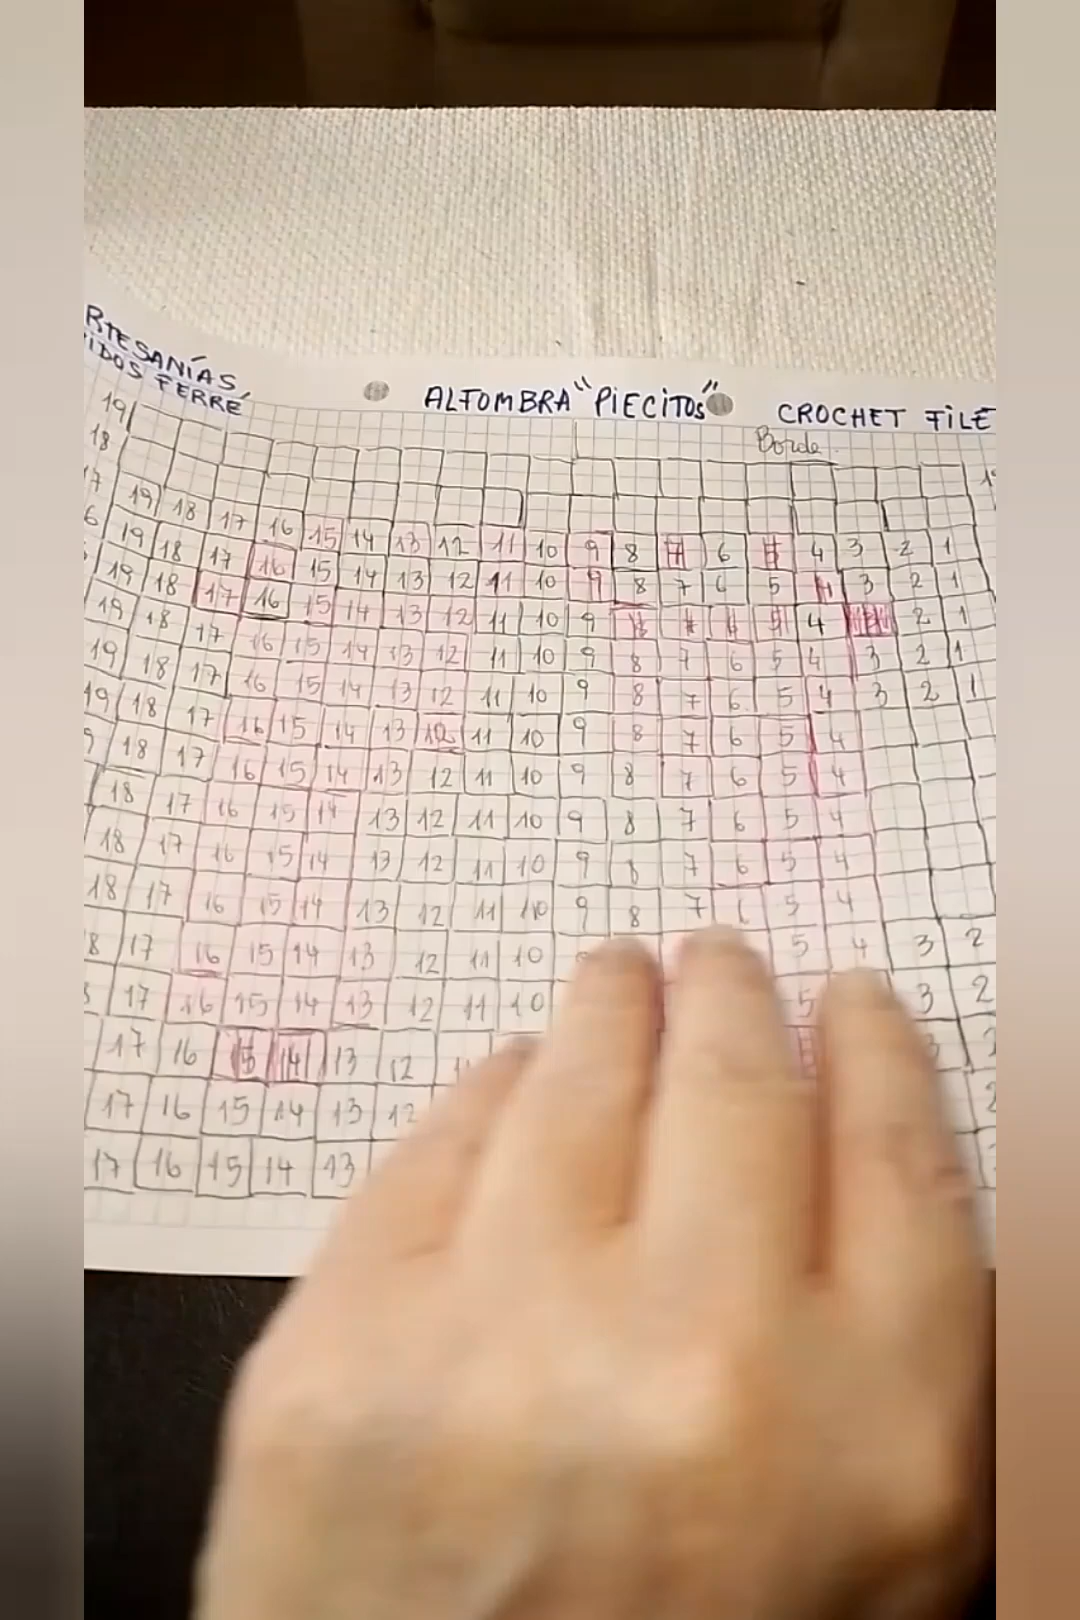 RTESANÍAS,
IDOS FERRÉ
ALFOMBRA "PIECITOS"
CROCHET FILE
Borde
19
18
19 18 17 16 15 14 13 12 11 10 9 8 7 6 4 3 2 1
19 18 17 16 15 14 13 12 11 10 9 8 7 6 5 4 3 2 1
19 18 17 16 15 14 13 12 11 10 9 4 2 1
19 18 17 16 15 14 13 12 11 10 9 8 7 6 5 4 3 2 1
19 18 17 16 15 14 13 12 11 10 9 8 7 6 5 4 3 2 1
19 18 17 16 15 14 13 12 11 10 9 8 7 6 5 4
9 18 17 16 15 14 13 12 11 10 9 8 7 6 5 4
18 17 16 15 14 13 12 11 10 9 8 7 6 5 4
18 17 16 15 14 13 12 11 10 9 8 7 6 5 4
18 17 16 15 14 13 12 11 10 9 8 7 6 5 4
8 17 16 15 14 13 12 11 10 5 4 3 2
17 16 15 14 13 12 11 10 5 3 2
17 16 15 14 13 12 11 3
17 16 15 14 13 12 2
17 16 15 14 13